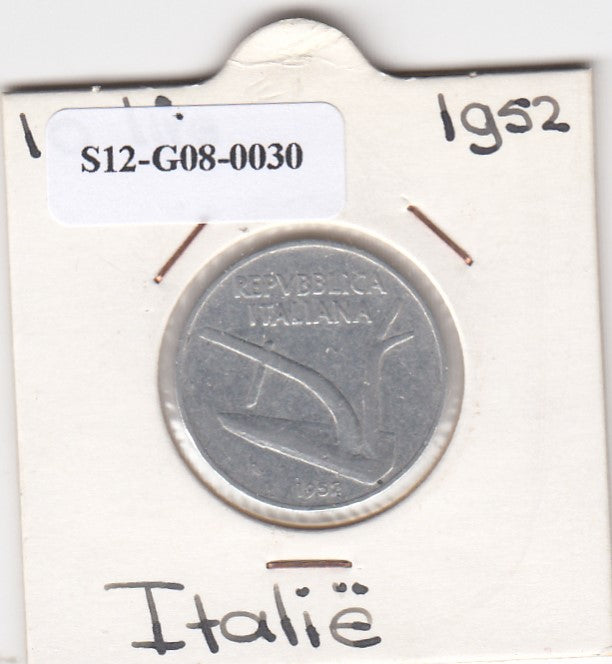 1952
S12-G08-0030
REPVBBLICA
ITALIANA
1952
Italië